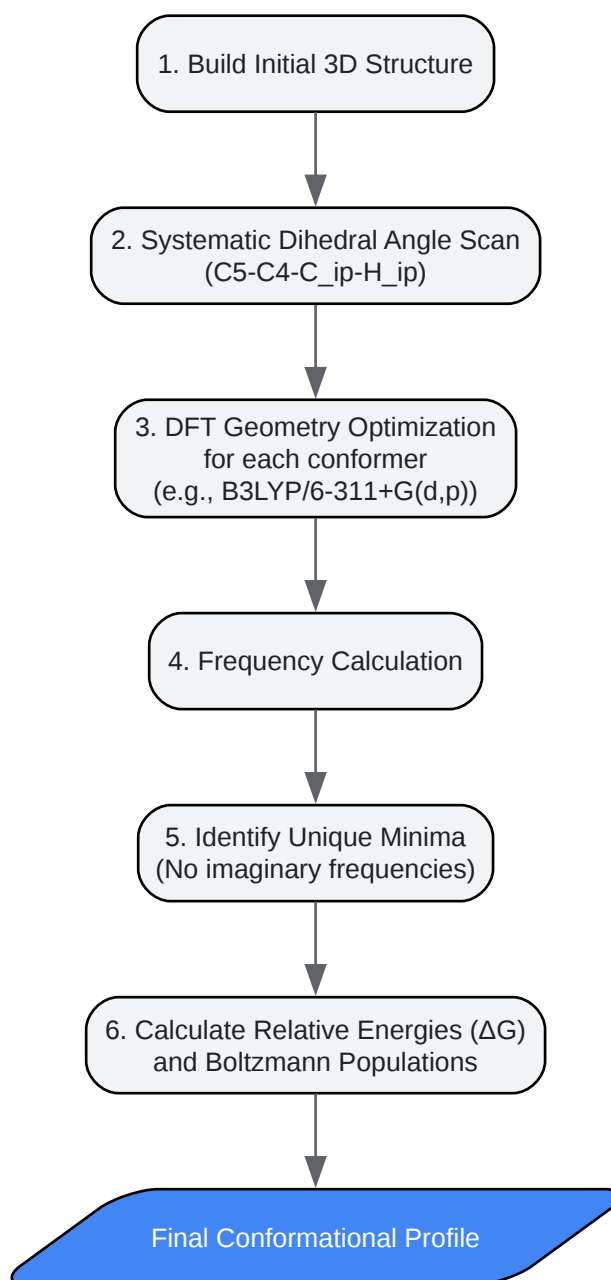 1. Build Initial 3D Structure
2. Systematic Dihedral Angle Scan
(C5-C4-C_ip-H_ip)
3. DFT Geometry Optimization
for each conformer
(e.g., B3LYP/6-311+G(d,p))
4. Frequency Calculation
5. Identify Unique Minima
(No imaginary frequencies)
6. Calculate Relative Energies (ΔG)
and Boltzmann Populations
Final Conformational Profile